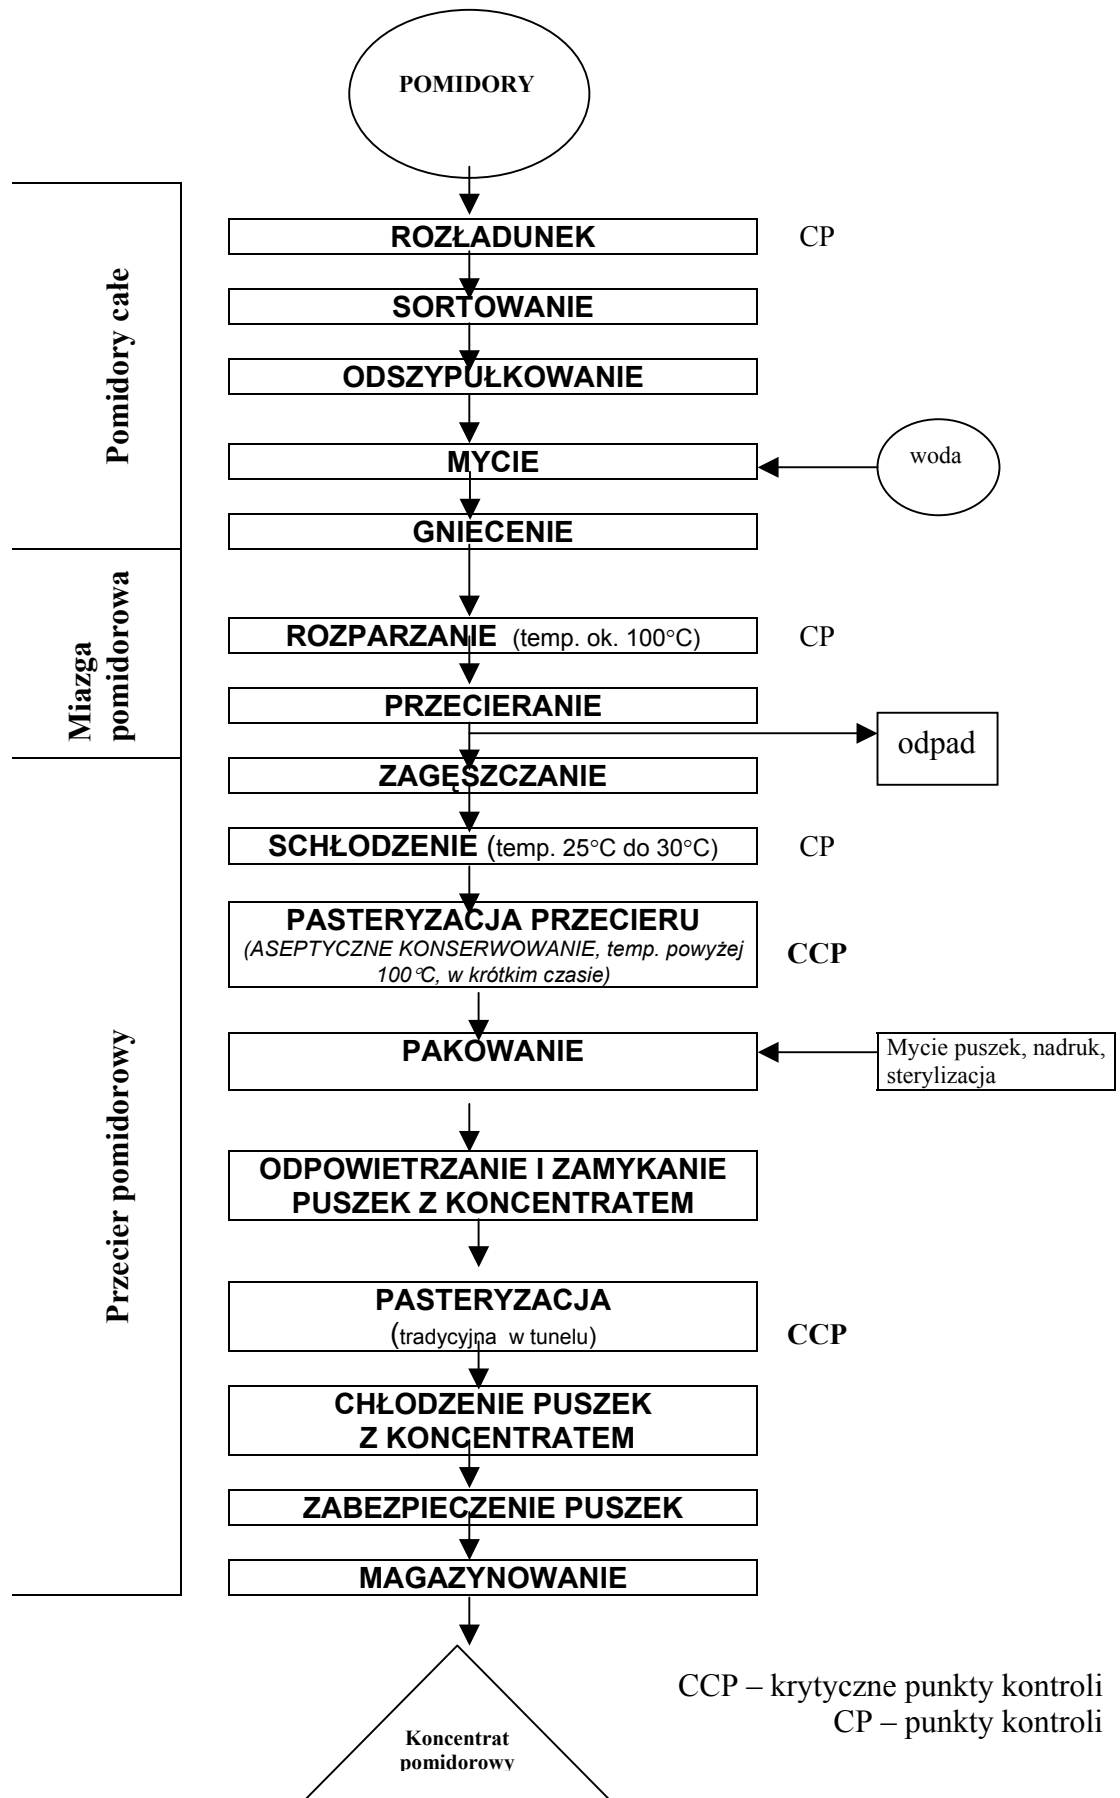 POMIDORY
Pomidory całe
ROZŁADUNEK
CP
SORTOWANIE
ODSZYPUŁKOWANIE
MYCIE
woda
GNIECENIE
Miazga
pomidorowa
ROZPARZANIE (temp. ok. 100°C)
CP
PRZECIERANIE
odpad
Przecier pomidorowy
ZAGĘSZCZANIE
SCHŁODZENIE (temp. 25°C do 30°C)
CP
PASTERYZACJA PRZECIERU
(ASEPTYCZNE KONSERWOWANIE, temp. powyżej
100°C, w krótkim czasie)
CCP
PAKOWANIE
Mycie puszek, nadruk,
sterylizacja
ODPOWIETRZANIE I ZAMYKANIE
PUSZEK Z KONCENTRATEM
PASTERYZACJA
(tradycyjna w tunelu)
CCP
CHŁODZENIE PUSZEK
Z KONCENTRATEM
ZABEZPIECZENIE PUSZEK
MAGAZYNOWANIE
Koncentrat
pomidorowy
CCP – krytyczne punkty kontroli
CP – punkty kontroli